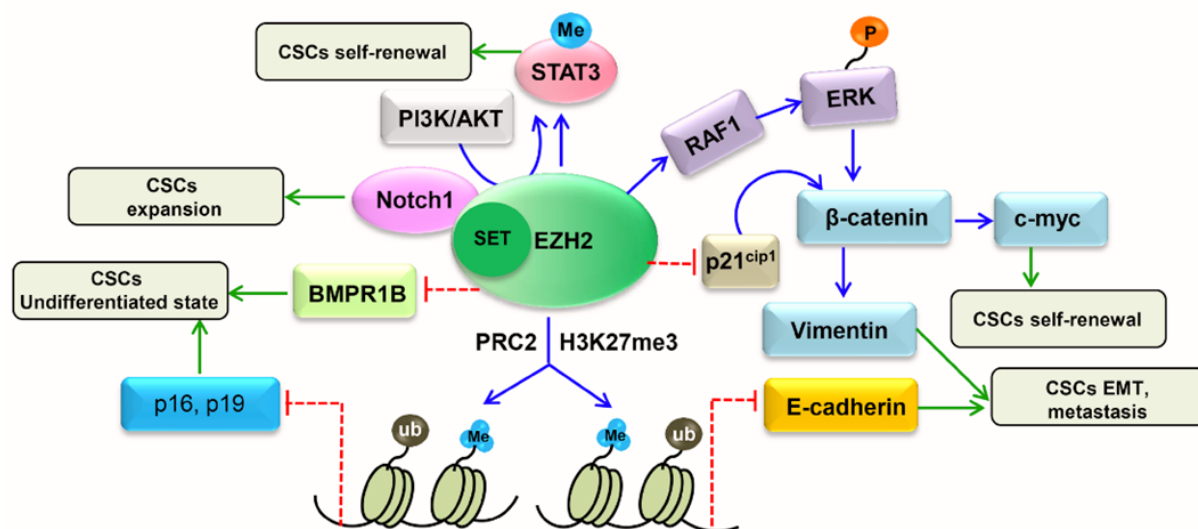 Me
CSCs self-renewal
STAT3
P
ERK
PI3K/AKT
RAF1
CSCs
expansion
Notch1
SET
EZH2
β-catenin
c-myc
p21cip1
CSCs
Undifferentiated state
BMPR1B
CSCs self-renewal
Vimentin
PRC2
H3K27me3
p16, p19
E-cadherin
CSCs EMT,
metastasis
ub
Me
Me
ub